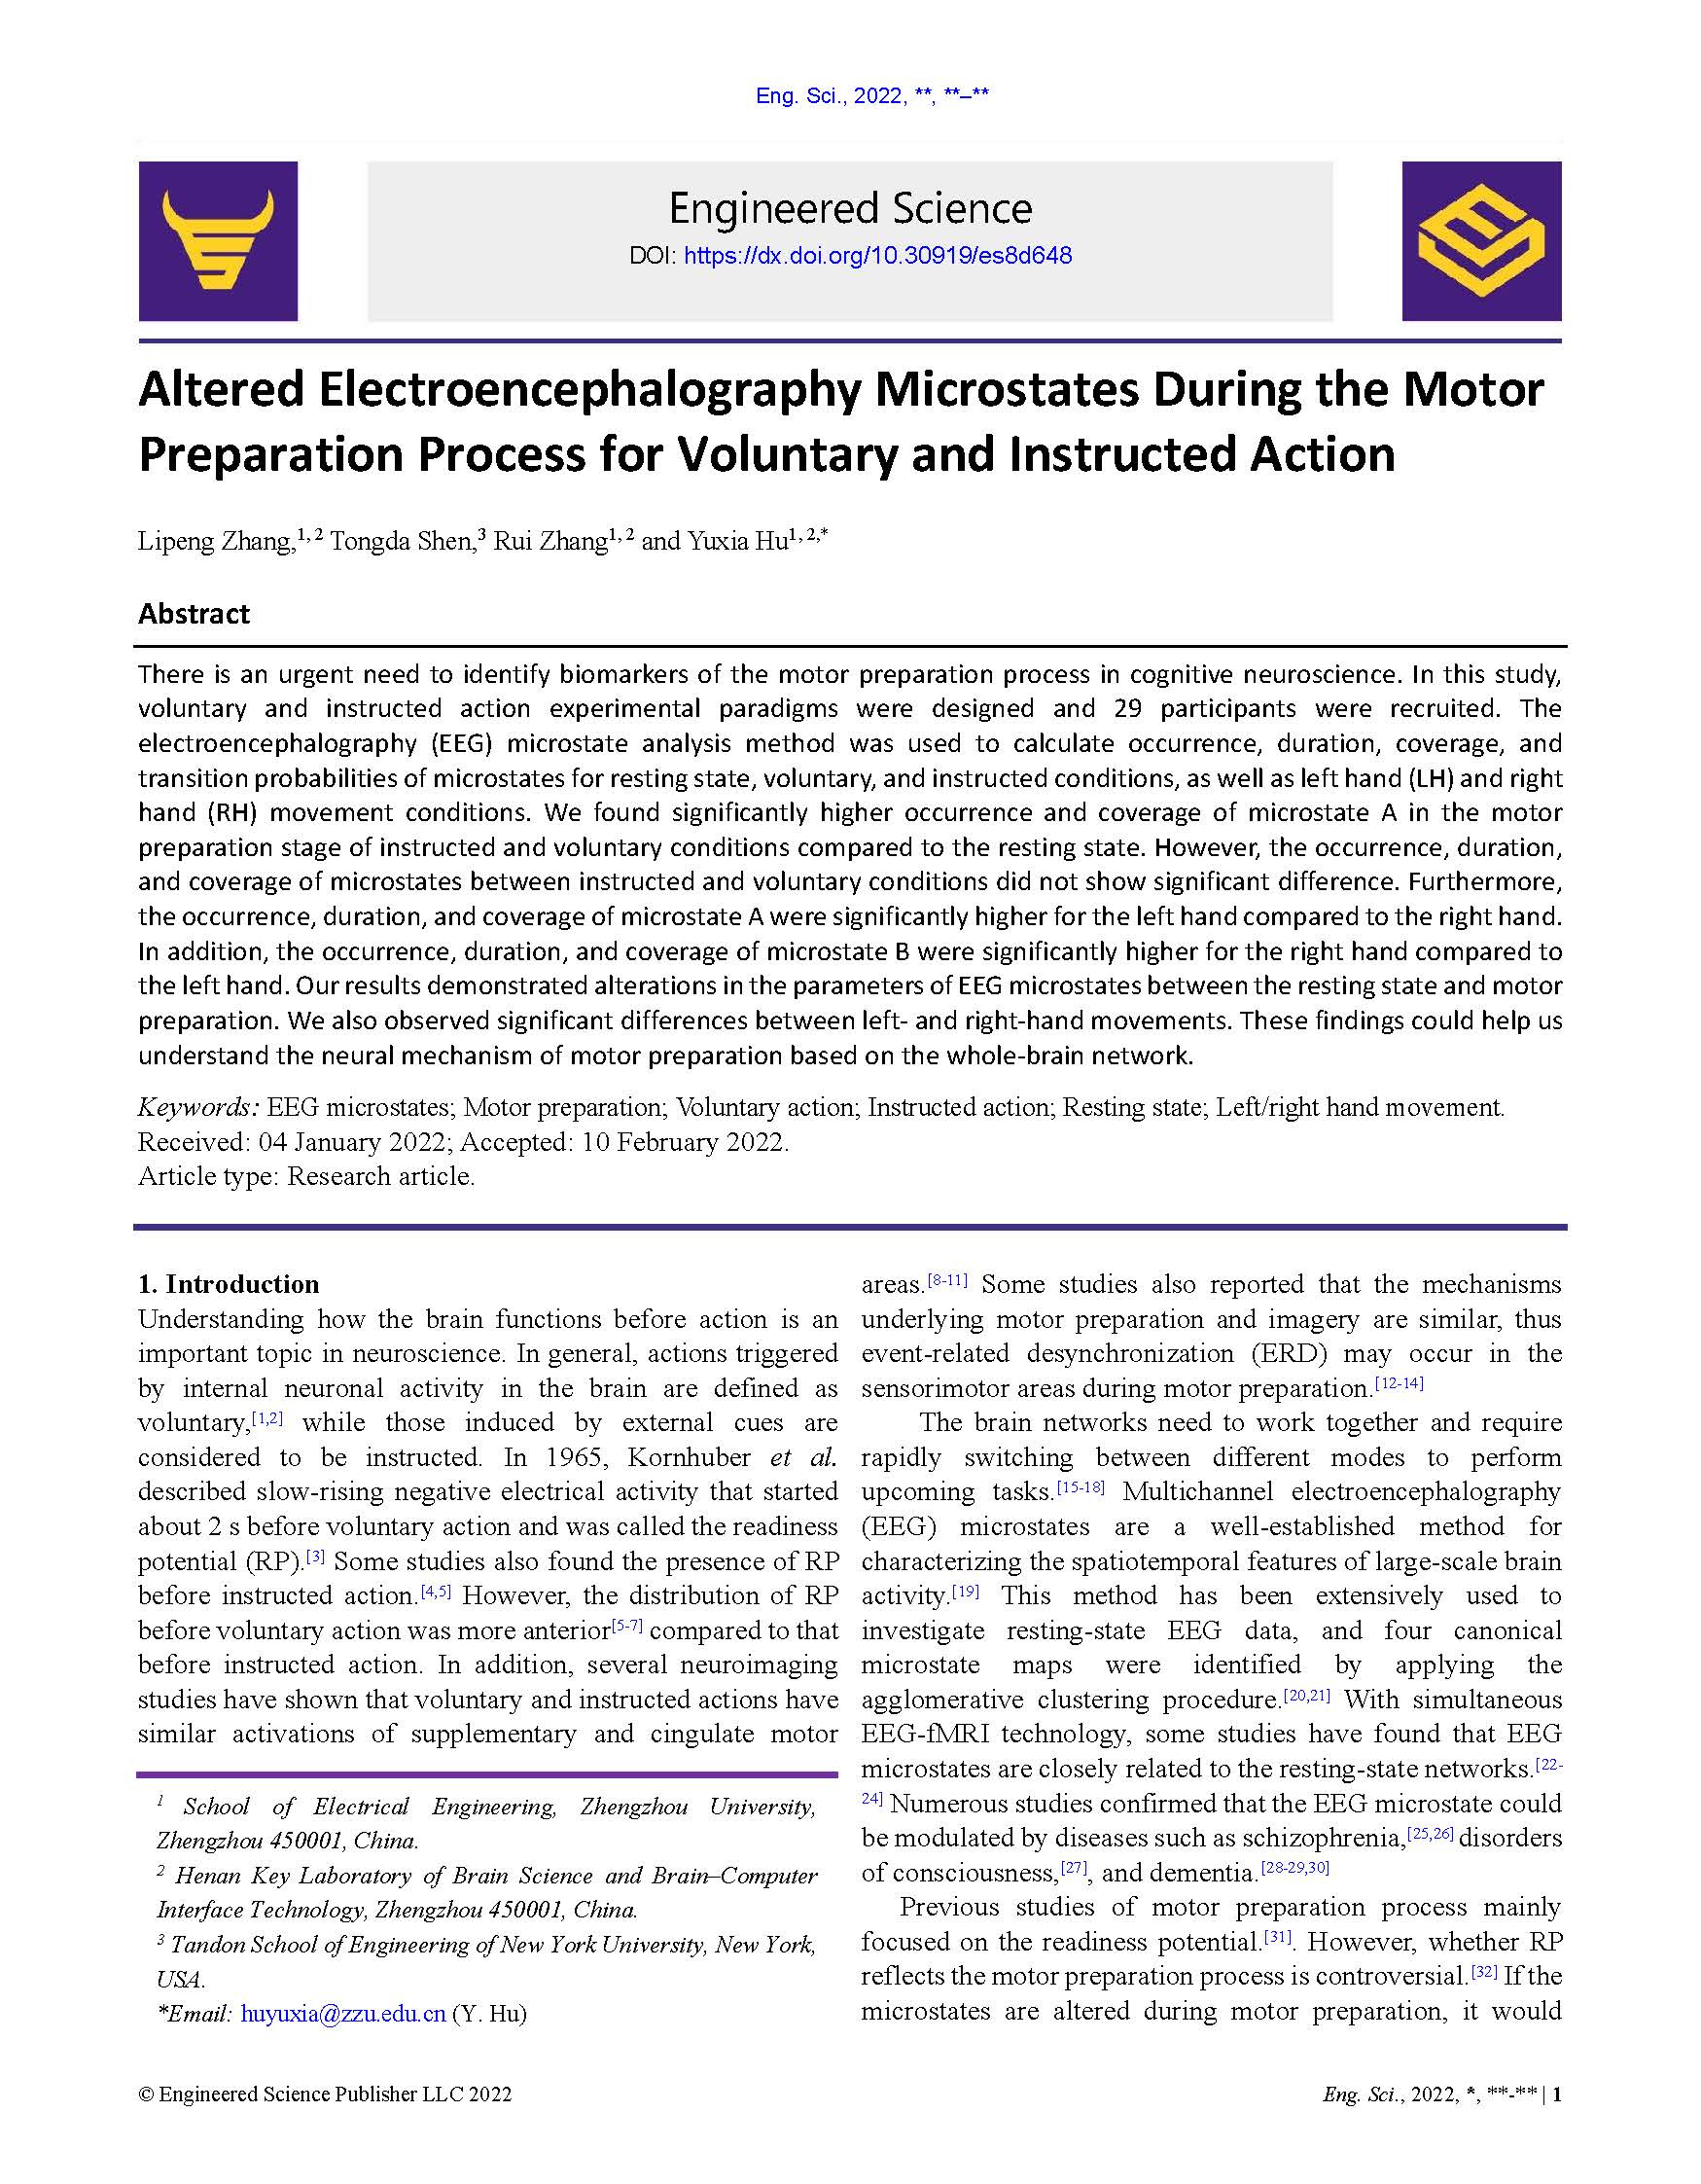 Eng. Sci., 2022, **, **–**
Engineered Science
DOI: https://dx.doi.org/10.30919/es8d648
Altered Electroencephalography Microstates During the Motor
Preparation Process for Voluntary and Instructed Action
Lipeng Zhang,1, 2 Tongda Shen,3 Rui Zhang1, 2 and Yuxia Hu1, 2,*
Abstract
There is an urgent need to identify biomarkers of the motor preparation process in cognitive neuroscience. In this study,
voluntary and instructed action experimental paradigms were designed and 29 participants were recruited. The
electroencephalography (EEG) microstate analysis method was used to calculate occurrence, duration, coverage, and
transition probabilities of microstates for resting state, voluntary, and instructed conditions, as well as left hand (LH) and right
hand (RH) movement conditions. We found significantly higher occurrence and coverage of microstate A in the motor
preparation stage of instructed and voluntary conditions compared to the resting state. However, the occurrence, duration,
and coverage of microstates between instructed and voluntary conditions did not show significant difference. Furthermore,
the occurrence, duration, and coverage of microstate A were significantly higher for the left hand compared to the right hand.
In addition, the occurrence, duration, and coverage of microstate B were significantly higher for the right hand compared to
the left hand. Our results demonstrated alterations in the parameters of EEG microstates between the resting state and motor
preparation. We also observed significant differences between left- and right-hand movements. These findings could help us
understand the neural mechanism of motor preparation based on the whole-brain network.
Keywords: EEG microstates; Motor preparation; Voluntary action; Instructed action; Resting state; Left/right hand movement.
Received: 04 January 2022; Accepted: 10 February 2022.
Article type: Research article.
1. Introduction
Understanding how the brain functions before action is an
important topic in neuroscience. In general, actions triggered
by internal neuronal activity in the brain are defined as
voluntary,[1,2] while those induced by external cues are
considered to be instructed. In 1965, Kornhuber et al.
described slow-rising negative electrical activity that started
about 2 s before voluntary action and was called the readiness
potential (RP).[3] Some studies also found the presence of RP
before instructed action.[4,5] However, the distribution of RP
before voluntary action was more anterior[5-7] compared to that
before instructed action. In addition, several neuroimaging
studies have shown that voluntary and instructed actions have
similar activations of supplementary and cingulate motor
1 School of Electrical Engineering, Zhengzhou University,
Zhengzhou 450001, China.
2 Henan Key Laboratory of Brain Science and Brain–Computer
Interface Technology, Zhengzhou 450001, China.
3 Tandon School of Engineering of New York University, New York,
USA.
*Email: huyuxia@zzu.edu.cn (Y. Hu)
areas.[8-11] Some studies also reported that the mechanisms
underlying motor preparation and imagery are similar, thus
event-related desynchronization (ERD) may occur in the
sensorimotor areas during motor preparation.[12-14]
The brain networks need to work together and require
rapidly switching between different modes to perform
upcoming tasks.[15-18] Multichannel electroencephalography
(EEG) microstates are a well-established method for
characterizing the spatiotemporal features of large-scale brain
activity.[19] This method has been extensively used to
investigate resting-state EEG data, and four canonical
microstate maps were identified by applying the
agglomerative clustering procedure.[20,21] With simultaneous
EEG-fMRI technology, some studies have found that EEG
microstates are closely related to the resting-state networks.[22-
24] Numerous studies confirmed that the EEG microstate could
be modulated by diseases such as schizophrenia,[25,26] disorders
of consciousness,[27], and dementia.[28-29,30]
Previous studies of motor preparation process mainly
focused on the readiness potential.[31]. However, whether RP
reflects the motor preparation process is controversial.[32] If the
microstates are altered during motor preparation, it would
© Engineered Science Publisher LLC 2022
Eng. Sci., 2022, *, **-** | 1